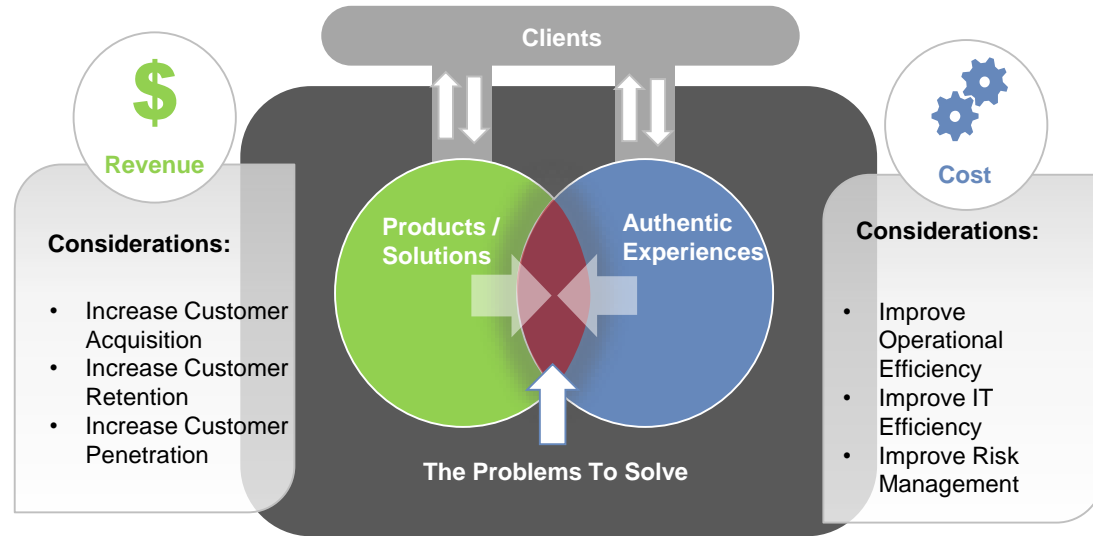 Clients
$
Revenue
Considerations:
• Increase Customer
Acquisition
• Increase Customer
Retention
• Increase Customer
Penetration
Products /
Solutions
Authentic
Experiences
The Problems To Solve
Cost
Considerations:
• Improve
Operational
Efficiency
• Improve IT
Efficiency
• Improve Risk
Management